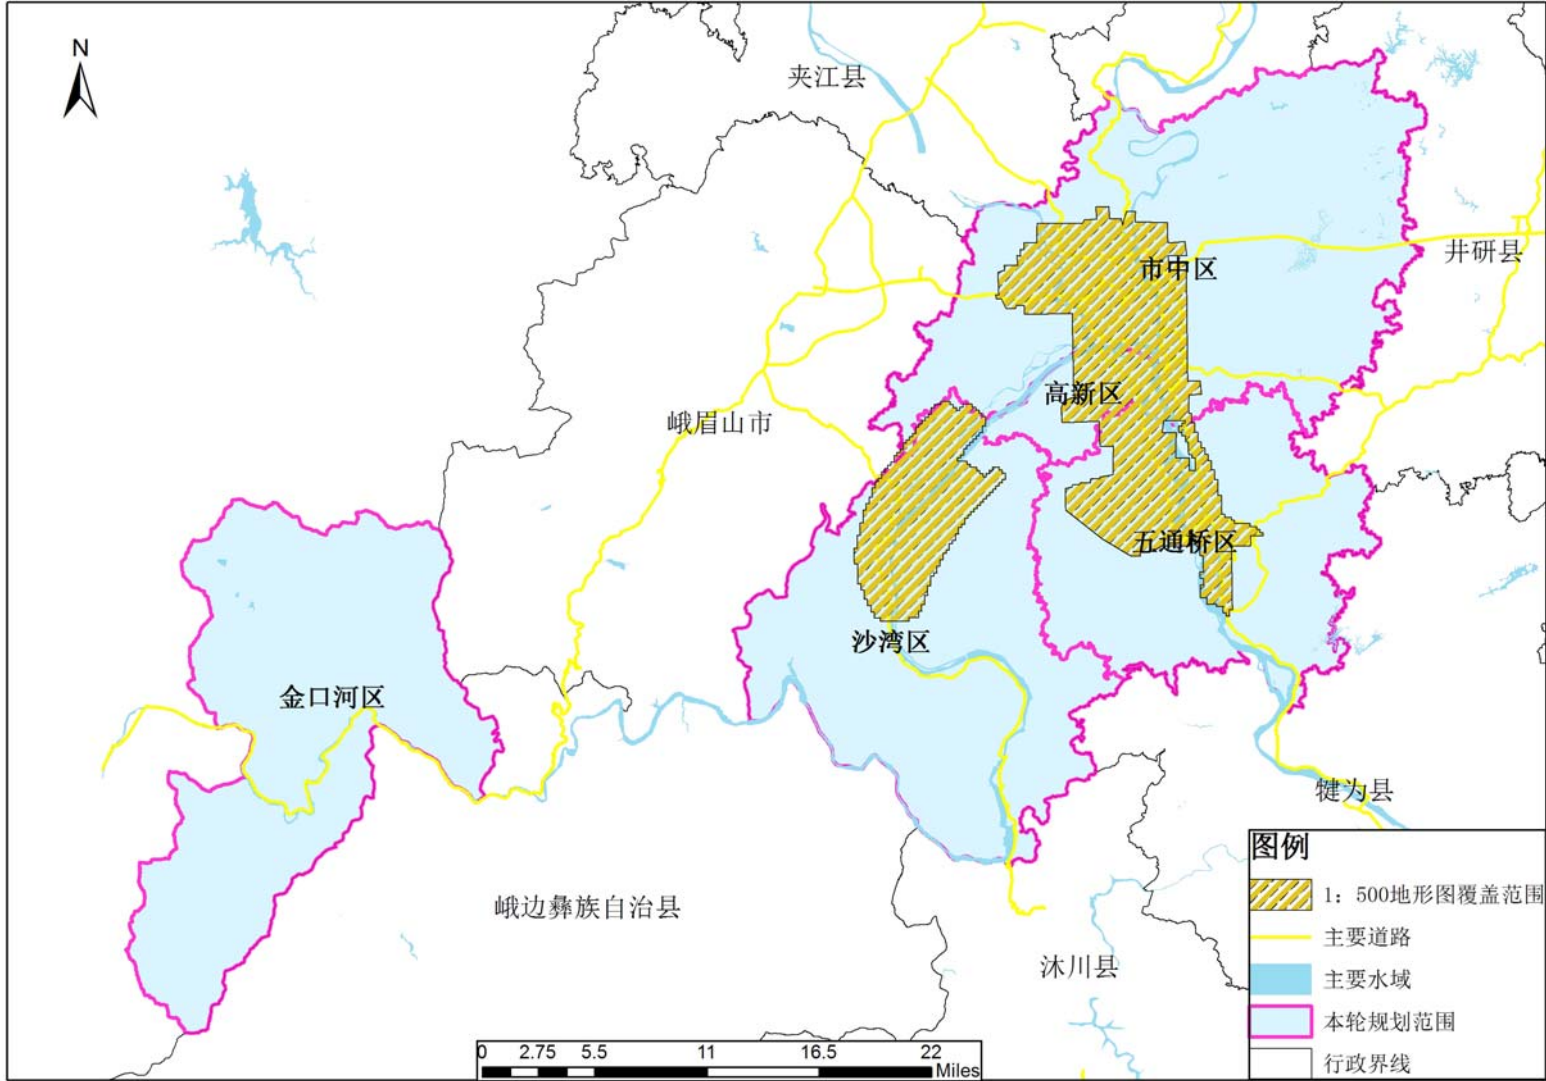 N
夹江县
井研县
市中区
高新区
峨眉山市
五通桥区
沙湾区
金口河区
犍为县
峨边彝族自治县
沐川县
图例
1：500地形图覆盖范围
主要道路
主要水域
本轮规划范围
行政界线
0 2.75 5.5 11 16.5 22
Miles